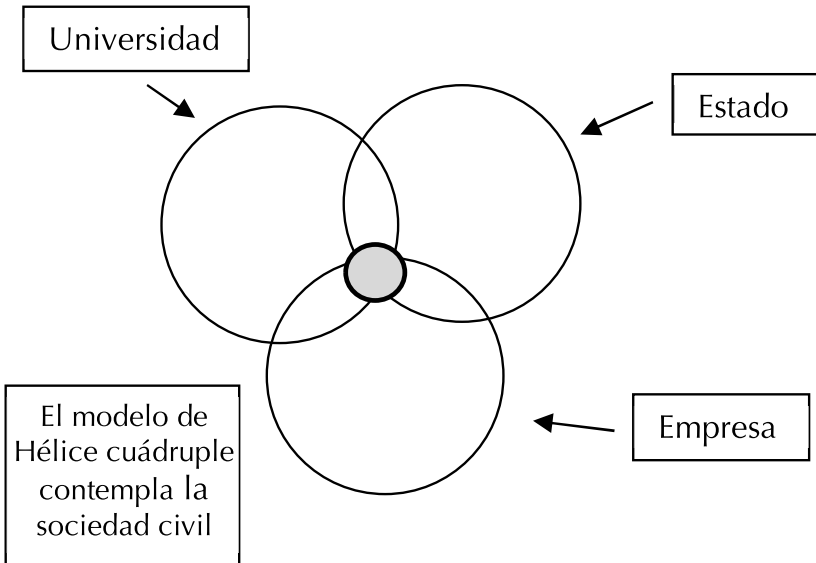 Universidad
Estado
Empresa
El modelo de
Hélice cuádruple
contempla la
sociedad civil